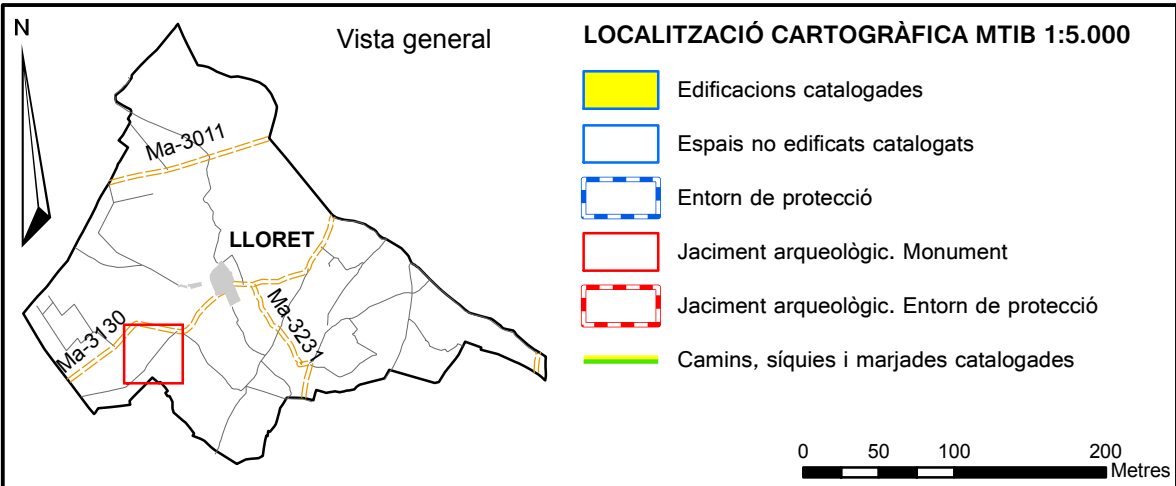 N
Vista general
Ma-3011
LLORET
Ma-3231
Ma-3130
LOCALITZACIÓ CARTOGRÀFICA MTIB 1:5.000
Edificacions catalogades
Espais no edificats catalogats
Entorn de protecció
Jaciment arqueològic. Monument
Jaciment arqueològic. Entorn de protecció
Camins, síquies i marjades catalogades
0 50 100 200
Metres